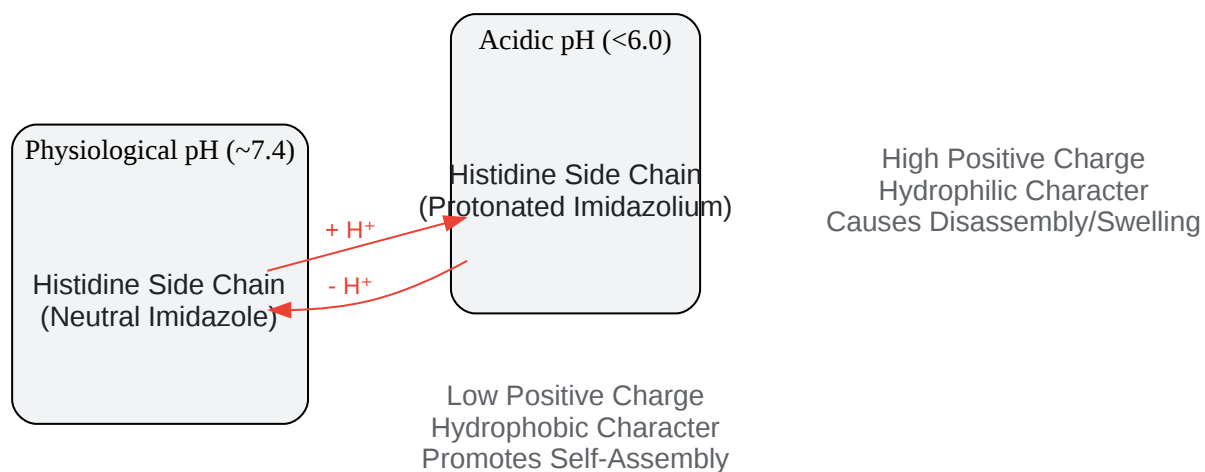 Acidic pH (<6.0)
Physiological pH (~7.4)
Histidine Side Chain
(Protonated Imidazolium)
High Positive Charge
Hydrophilic Character
Causes Disassembly/Swelling
+ H⁺
- H⁺
Histidine Side Chain
(Neutral Imidazole)
Low Positive Charge
Hydrophobic Character
Promotes Self-Assembly